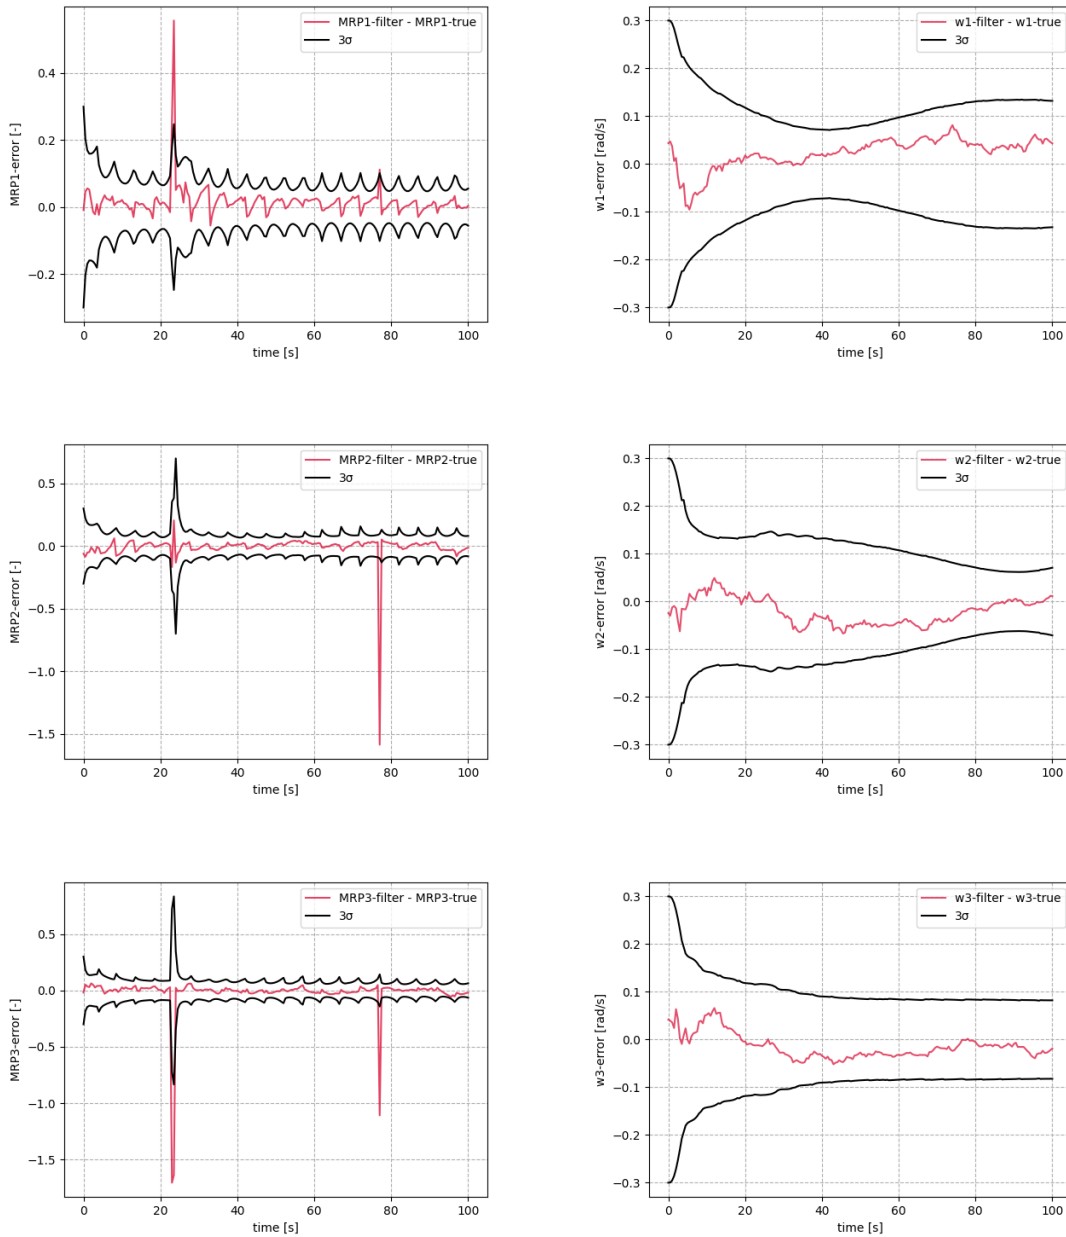 MRP1-filter - MRP1-true
3σ
0.4
0.2
0.0
−0.2
MRP1-error [-]
0 20 40 60 80 100
time [s]
w1-filter - w1-true
3σ
0.3
0.2
0.1
0.0
−0.1
−0.2
−0.3
w1-error [rad/s]
0 20 40 60 80 100
time [s]
MRP2-filter - MRP2-true
3σ
0.5
0.0
−0.5
−1.0
−1.5
MRP2-error [-]
0 20 40 60 80 100
time [s]
w2-filter - w2-true
3σ
0.3
0.2
0.1
0.0
−0.1
−0.2
−0.3
w2-error [rad/s]
0 20 40 60 80 100
time [s]
MRP3-filter - MRP3-true
3σ
0.5
0.0
−0.5
−1.0
−1.5
MRP3-error [-]
0 20 40 60 80 100
time [s]
w3-filter - w3-true
3σ
0.3
0.2
0.1
0.0
−0.1
−0.2
−0.3
w3-error [rad/s]
0 20 40 60 80 100
time [s]